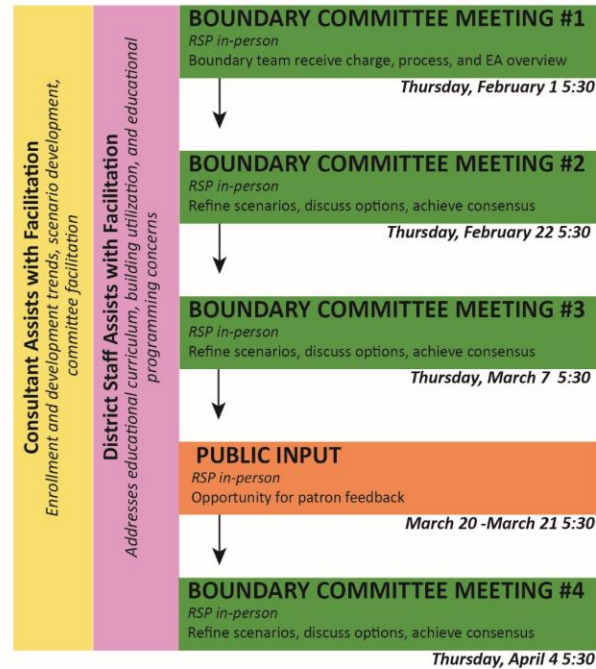 Consultant Assists with Facilitation
Enrollment and development trends, scenario development,
committee facilitation
District Staff Assists with Facilitation
Addresses educational curriculum, building utilization, and educational
programming concerns
BOUNDARY COMMITTEE MEETING #1
RSP in-person
Boundary team receive charge, process, and EA overview
Thursday, February 1 5:30
BOUNDARY COMMITTEE MEETING #2
RSP in-person
Refine scenarios, discuss options, achieve consensus
Thursday, February 22 5:30
BOUNDARY COMMITTEE MEETING #3
RSP in-person
Refine scenarios, discuss options, achieve consensus
Thursday, March 7 5:30
PUBLIC INPUT
RSP in-person
Opportunity for patron feedback
March 20 -March 21 5:30
BOUNDARY COMMITTEE MEETING #4
RSP in-person
Refine scenarios, discuss options, achieve consensus
Thursday, April 4 5:30